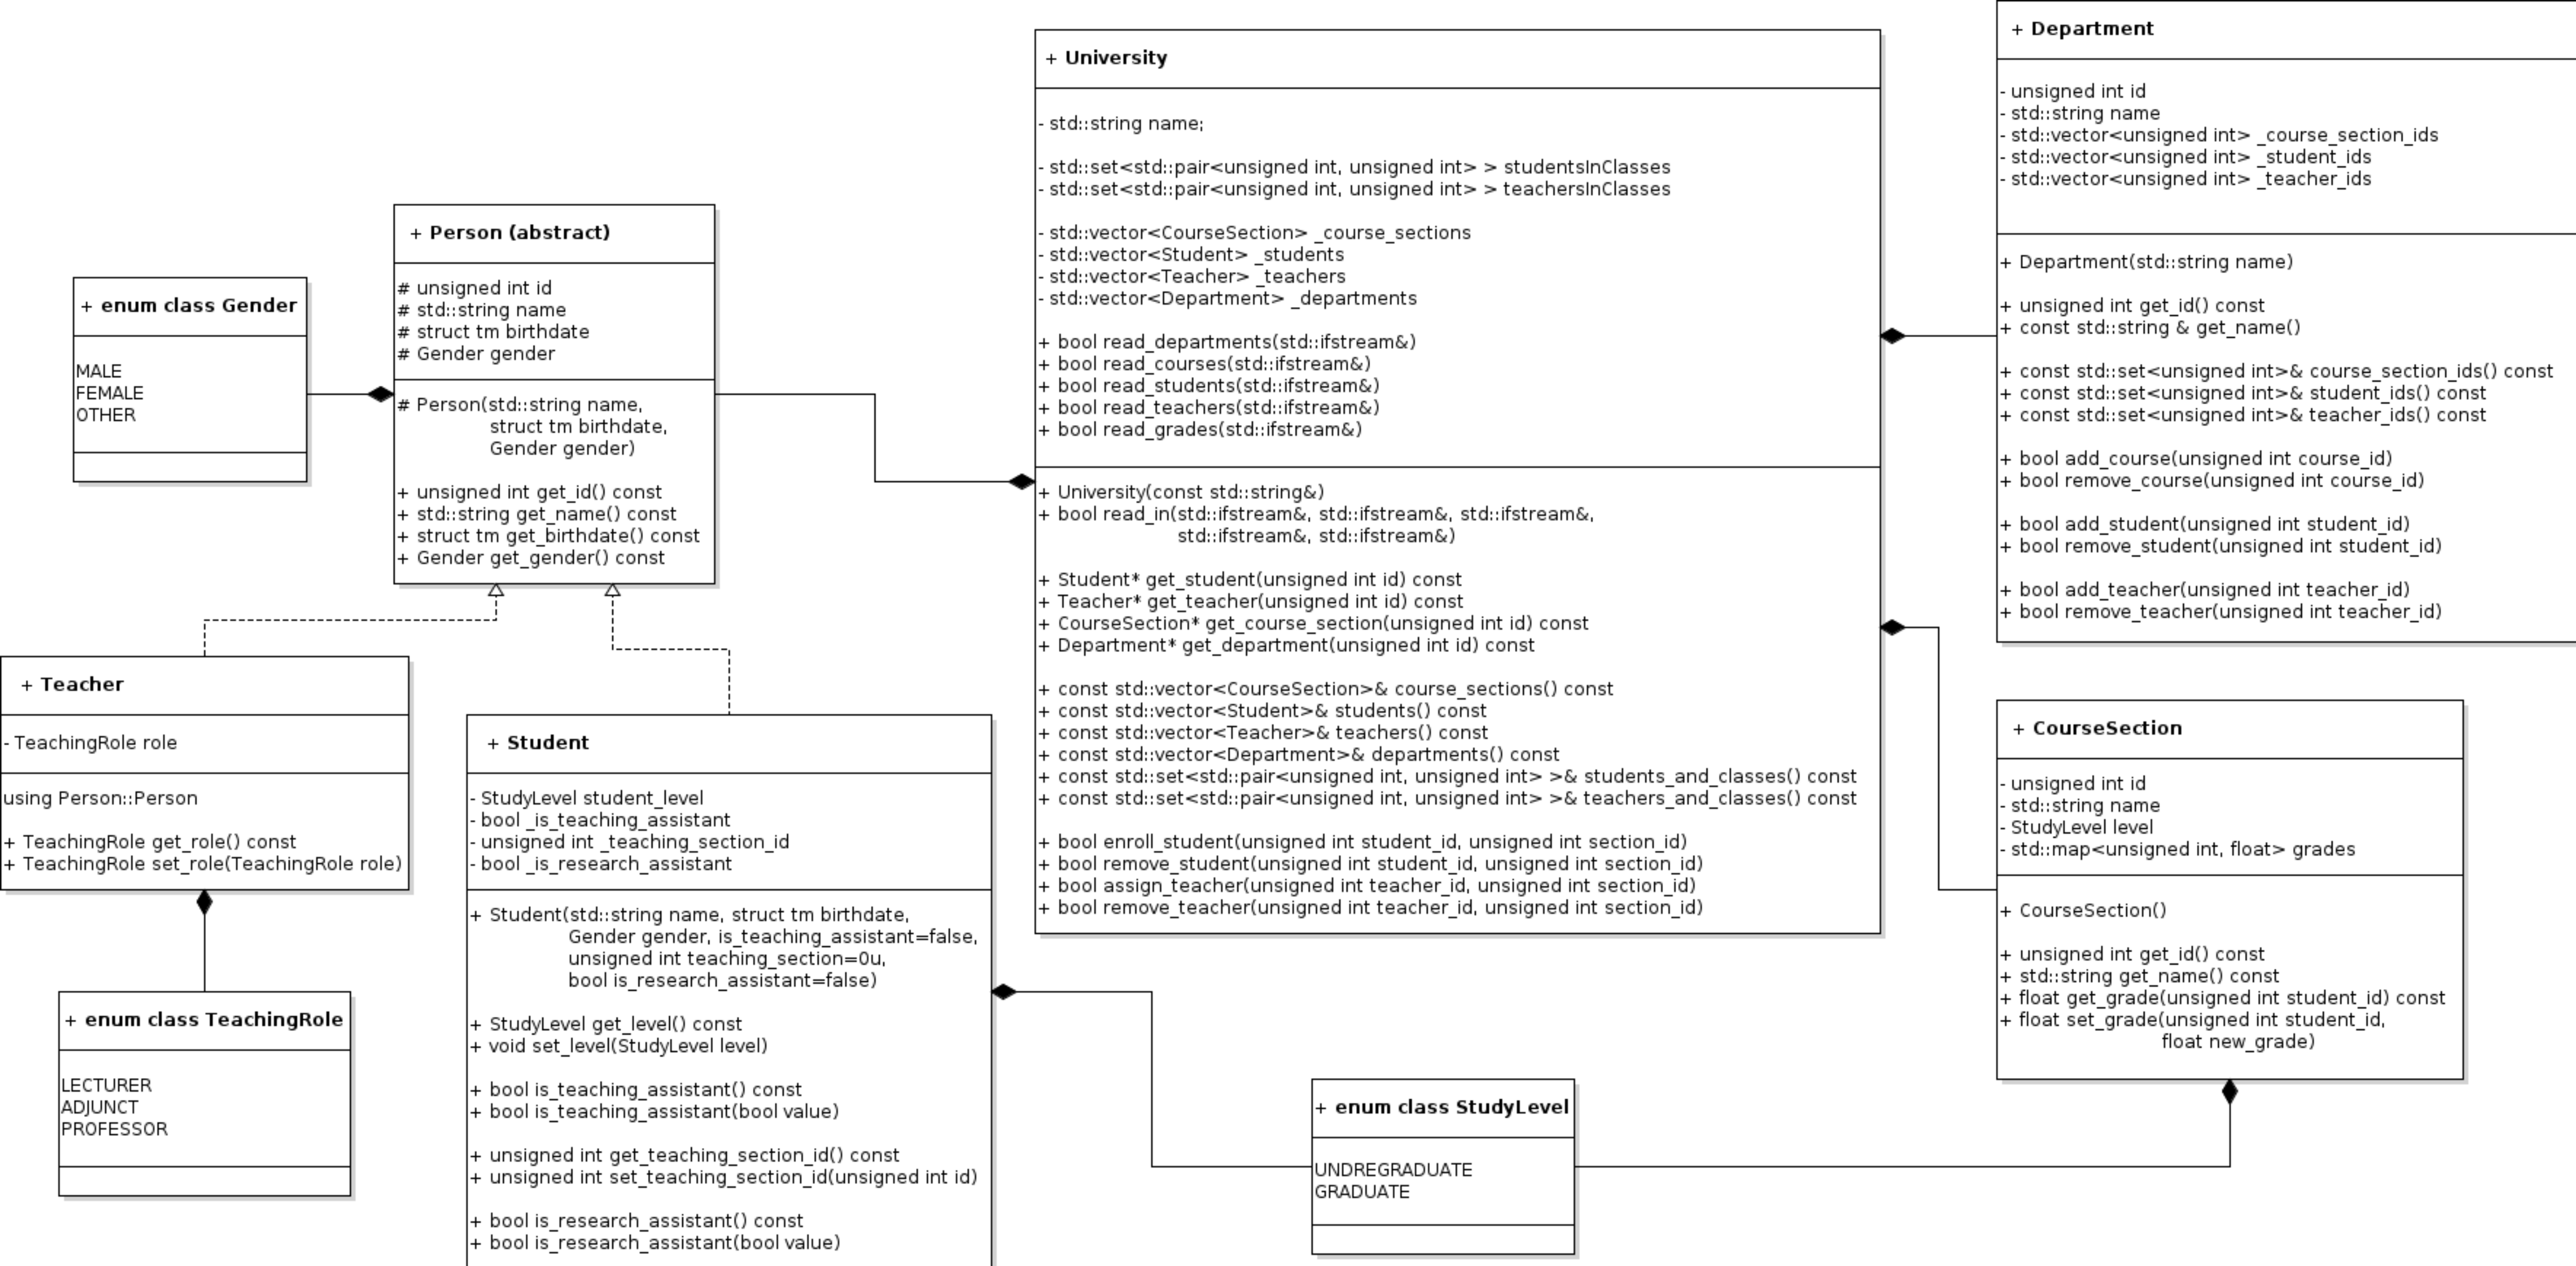 + enum class Gender
MALE
FEMALE
OTHER
+ Person (abstract)
# unsigned int id
# std::string name
# struct tm birthdate
# Gender gender
# Person(std::string name,
struct tm birthdate,
Gender gender)
+ unsigned int get_id() const
+ std::string get_name() const
+ struct tm get_birthdate() const
+ Gender get_gender() const
+ Teacher
- TeachingRole role
using Person::Person
+ TeachingRole get_role() const
+ TeachingRole set_role(TeachingRole role)
+ enum class TeachingRole
LECTURER
ADJUNCT
PROFESSOR
+ Student
- StudyLevel student_level
- bool _is_teaching_assistant
- unsigned int _teaching_section_id
- bool _is_research_assistant
+ Student(std::string name, struct tm birthdate,
Gender gender, is_teaching_assistant=false,
unsigned int teaching_section=0u,
bool is_research_assistant=false)
+ StudyLevel get_level() const
+ void set_level(StudyLevel level)
+ bool is_teaching_assistant() const
+ bool is_teaching_assistant(bool value)
+ unsigned int get_teaching_section_id() const
+ unsigned int set_teaching_section_id(unsigned int id)
+ bool is_research_assistant() const
+ bool is_research_assistant(bool value)
+ University
- std::string name;
- std::set<std::pair<unsigned int, unsigned int> > studentsInClasses
- std::set<std::pair<unsigned int, unsigned int> > teachersInClasses
- std::vector<CourseSection> _course_sections
- std::vector<Student> _students
- std::vector<Teacher> _teachers
- std::vector<Department> _departments
+ bool read_departments(std::ifstream&)
+ bool read_courses(std::ifstream&)
+ bool read_students(std::ifstream&)
+ bool read_teachers(std::ifstream&)
+ bool read_grades(std::ifstream&)
+ University(const std::string&)
+ bool read_in(std::ifstream&, std::ifstream&, std::ifstream&,
std::ifstream&, std::ifstream&)
+ Student* get_student(unsigned int id) const
+ Teacher* get_teacher(unsigned int id) const
+ CourseSection* get_course_section(unsigned int id) const
+ Department* get_department(unsigned int id) const
+ const std::vector<CourseSection>& course_sections() const
+ const std::vector<Student>& students() const
+ const std::vector<Teacher>& teachers() const
+ const std::vector<Department>& departments() const
+ const std::set<std::pair<unsigned int, unsigned int> >& students_and_classes() const
+ const std::set<std::pair<unsigned int, unsigned int> >& teachers_and_classes() const
+ bool enroll_student(unsigned int student_id, unsigned int section_id)
+ bool remove_student(unsigned int student_id, unsigned int section_id)
+ bool assign_teacher(unsigned int teacher_id, unsigned int section_id)
+ bool remove_teacher(unsigned int teacher_id, unsigned int section_id)
+ enum class StudyLevel
UNDREGRADUATE
GRADUATE
+ Department
- unsigned int id
- std::string name
- std::vector<unsigned int> _course_section_ids
- std::vector<unsigned int> _student_ids
- std::vector<unsigned int> _teacher_ids
+ Department(std::string name)
+ unsigned int get_id() const
+ const std::string & get_name()
+ const std::set<unsigned int>& course_section_ids() const
+ const std::set<unsigned int>& student_ids() const
+ const std::set<unsigned int>& teacher_ids() const
+ bool add_course(unsigned int course_id)
+ bool remove_course(unsigned int course_id)
+ bool add_student(unsigned int student_id)
+ bool remove_student(unsigned int student_id)
+ bool add_teacher(unsigned int teacher_id)
+ bool remove_teacher(unsigned int teacher_id)
+ CourseSection
- unsigned int id
- std::string name
- StudyLevel level
- std::map<unsigned int, float> grades
+ CourseSection()
+ unsigned int get_id() const
+ std::string get_name() const
+ float get_grade(unsigned int student_id) const
+ float set_grade(unsigned int student_id,
float new_grade)